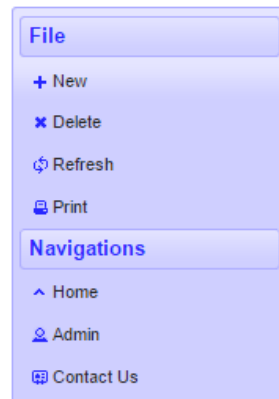 File
New
Delete
Refresh
Print
Navigations
Home
Admin
Contact Us